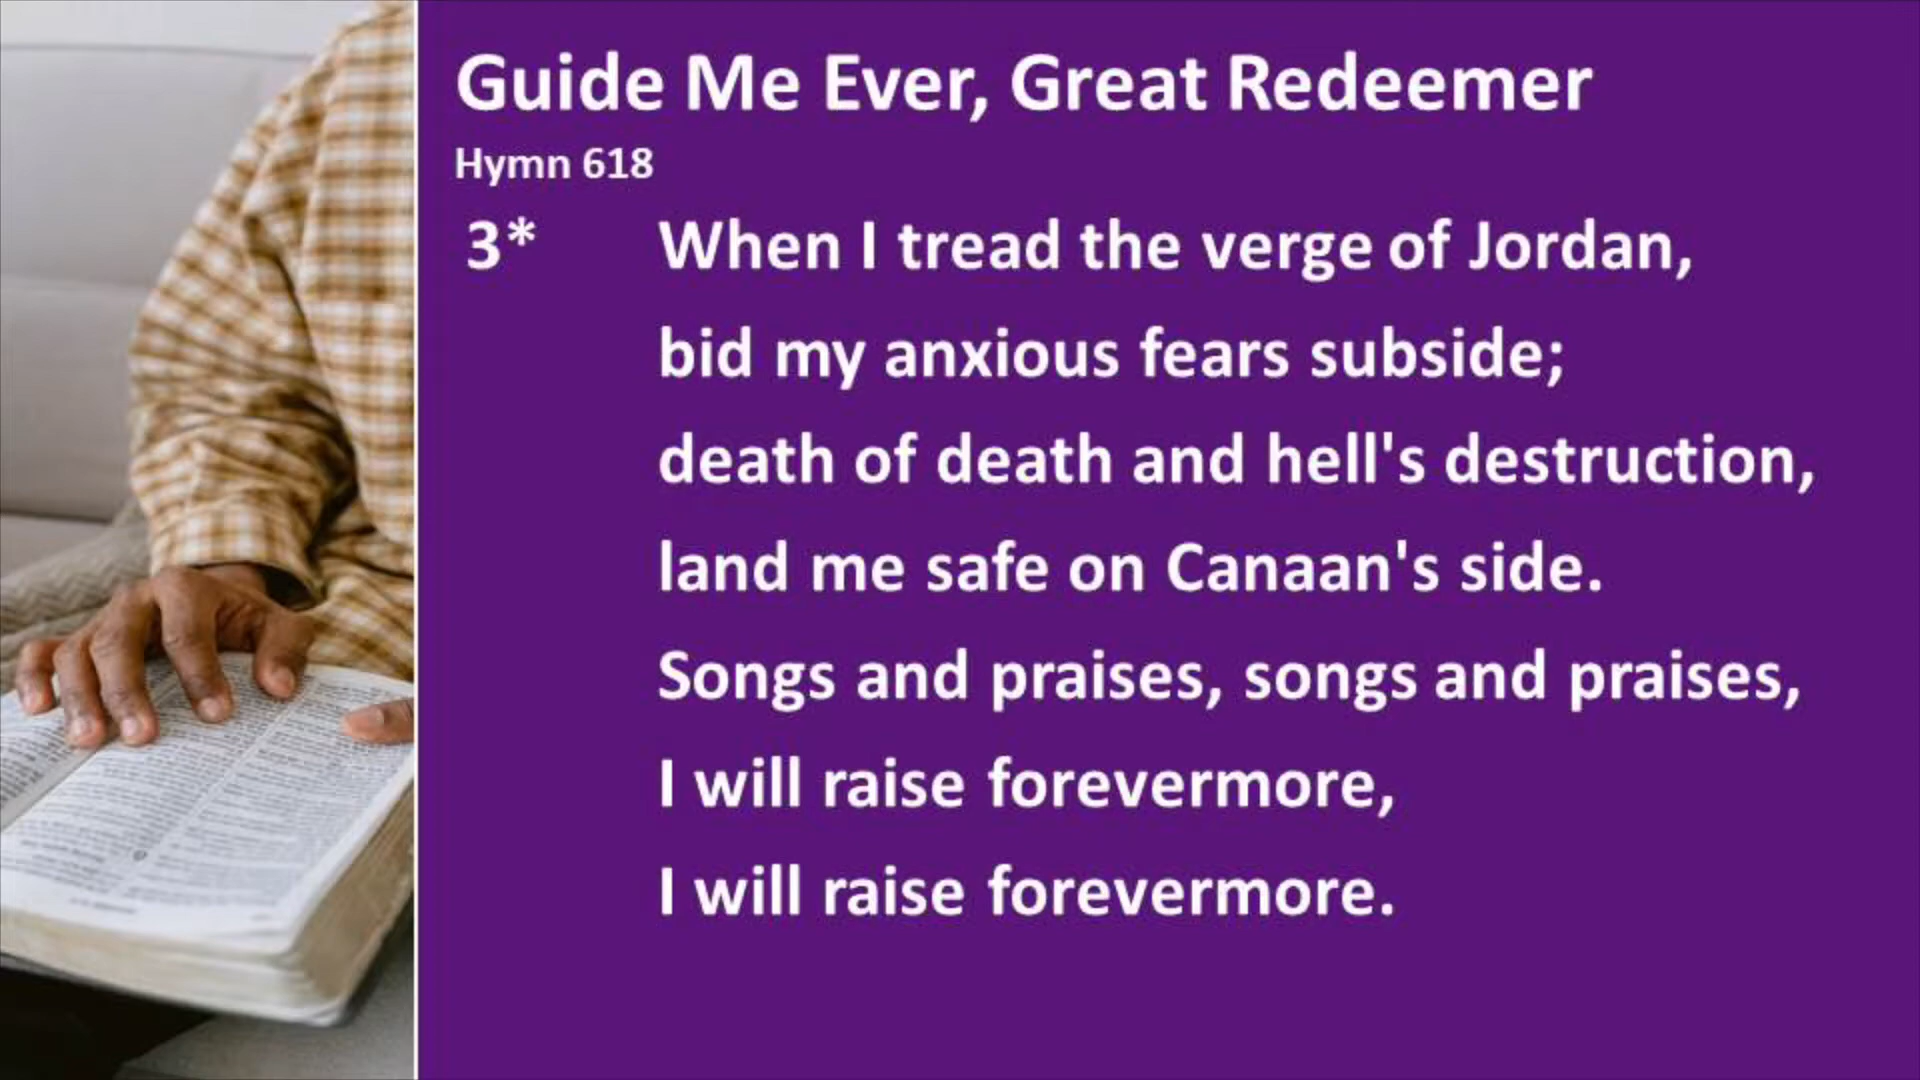 Guide Me Ever, Great Redeemer
Hymn 618
3* When I tread the verge of Jordan,
bid my anxious fears subside;
death of death and hell's destruction,
land me safe on Canaan's side.
Songs and praises, songs and praises,
I will raise forevermore,
I will raise forevermore.